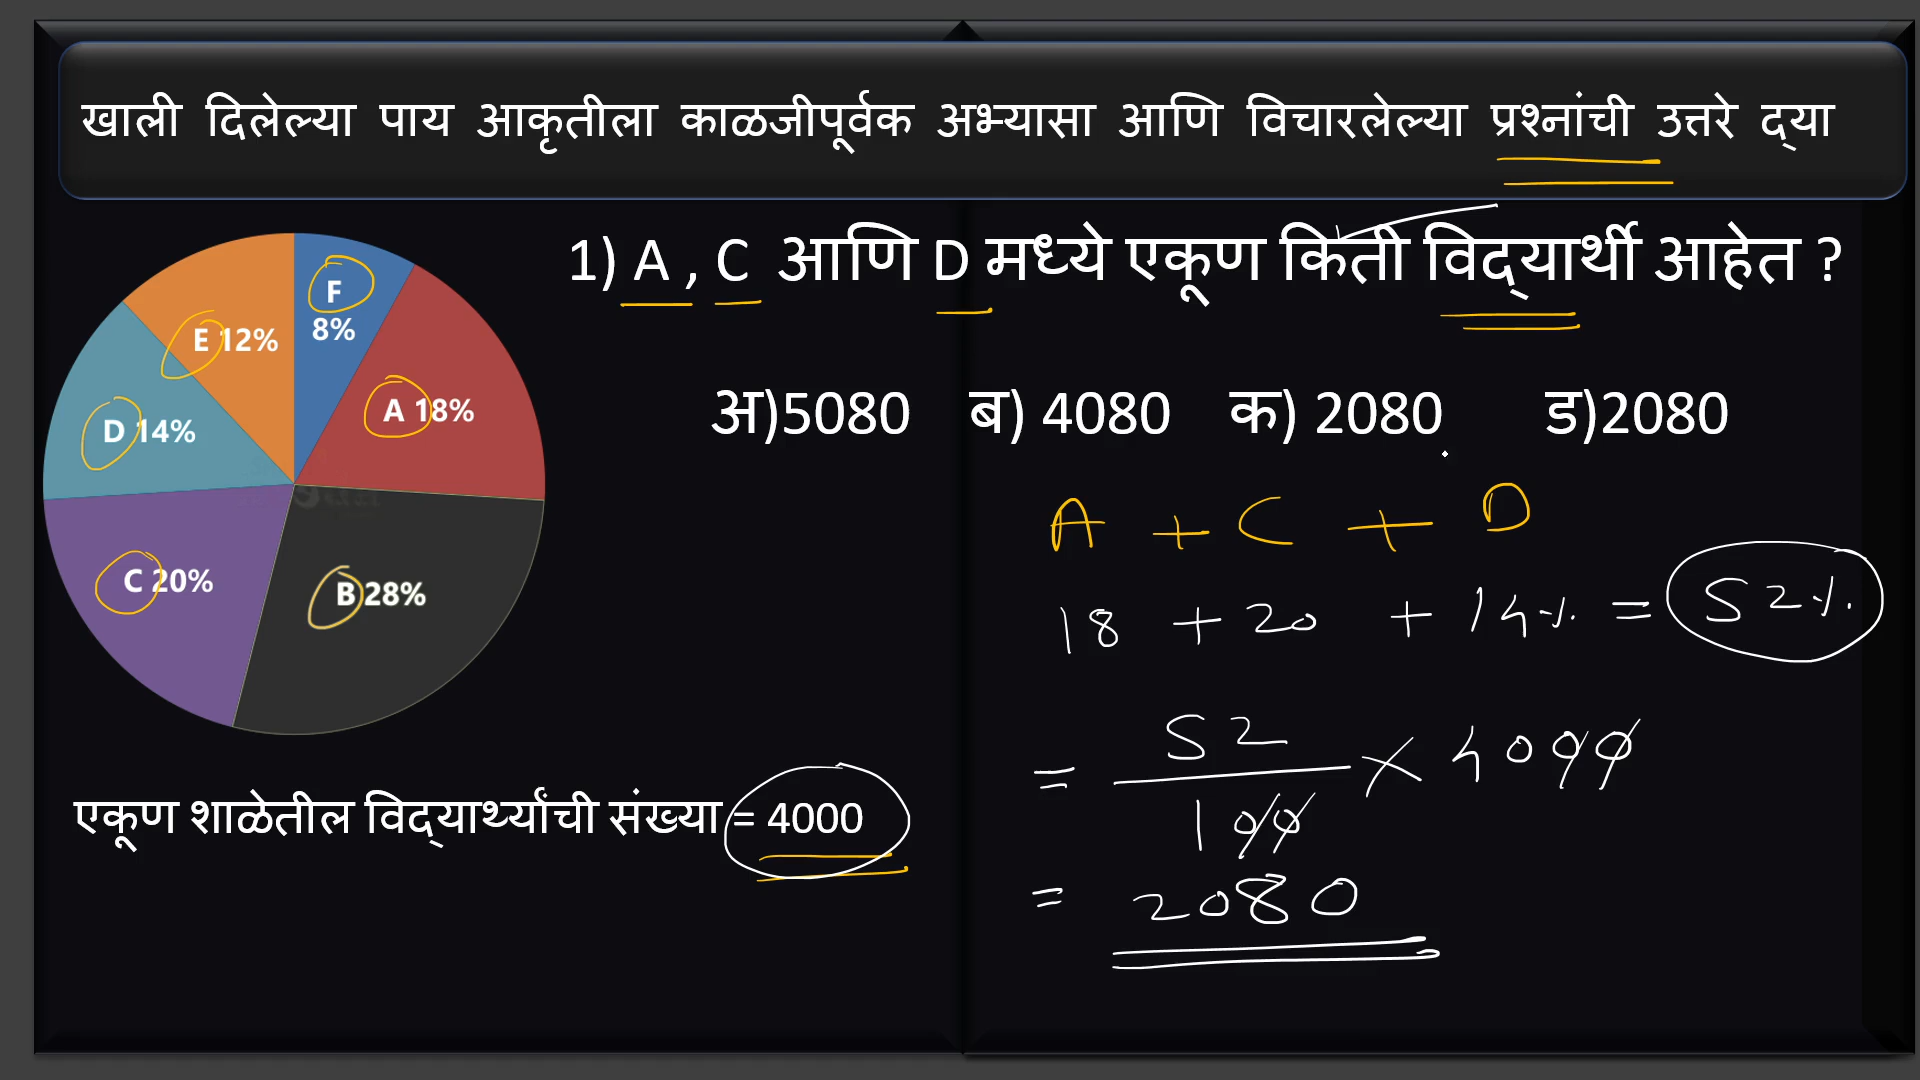 खाली दिलेल्या पाय आकृतीला काळजीपूर्वक अभ्यासा आणि विचारलेल्या प्रश्नांची उत्तरे द्या
1) A , C आणि D मध्ये एकूण किती विद्यार्थी आहेत ?
अ)5080 ब) 4080 क) 2080 ड)2080
F
8%
E 12%
A 18%
D 14%
C 20%
B 28%
एकूण शाळेतील विद्यार्थ्यांची संख्या = 4000
A + C + D
18 + 20 + 14% = 52%
= 52/100 × 4000
= 2080